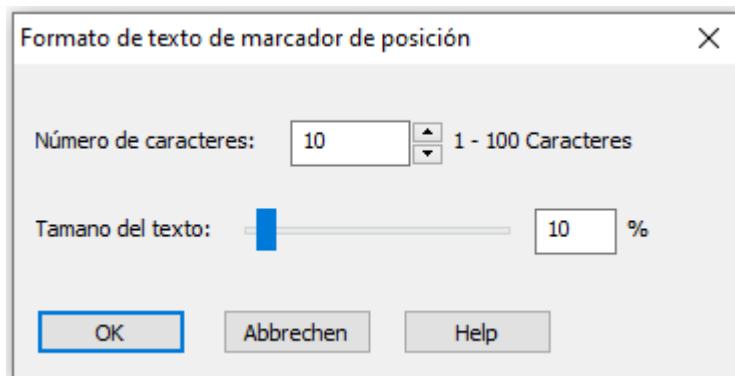 Formato de texto de marcador de posición
Número de caracteres: 10 1 - 100 Caracteres
Tamano del texto: 10 %
OK Abbrechen Help